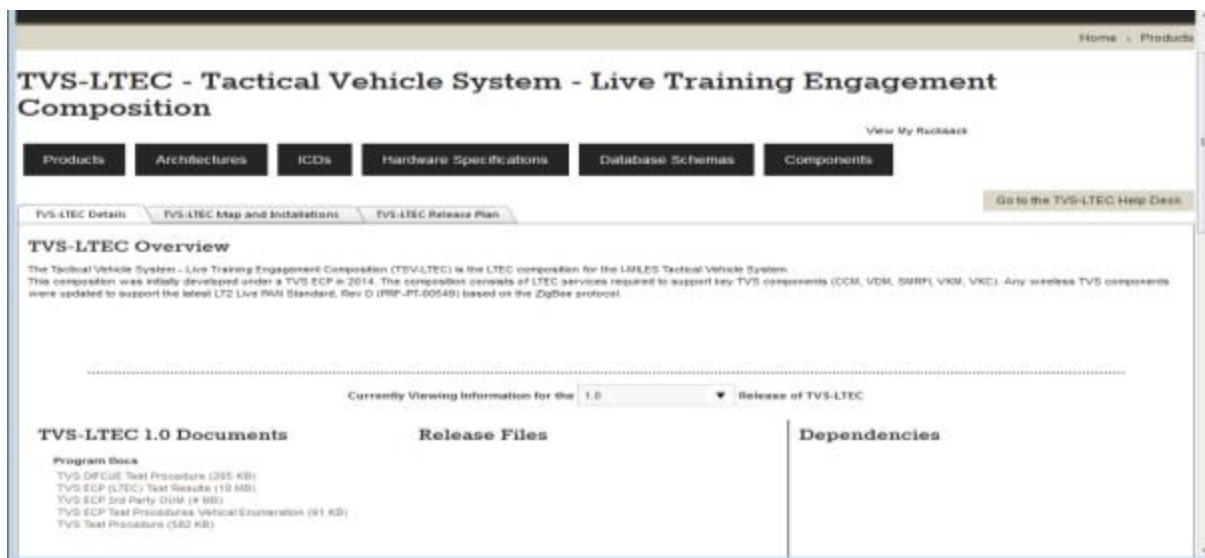 Home › Products
TVS-LTEC - Tactical Vehicle System - Live Training Engagement
Composition
View My Rucksack
Products Architectures ICDs Hardware Specifications Database Schemas Components
Go to the TVS-LTEC Help Desk
TVS-LTEC Details TVS-LTEC Map and Installations TVS-LTEC Release Plan
TVS-LTEC Overview
The Tactical Vehicle System - Live Training Engagement Composition (TSV-LTEC) is the LTEC composition for the I-MILES Tactical Vehicle System.
This composition was initially developed under a TVS ECP in 2014. The composition consists of LTEC services required to support key TVS components (CCM, VDM, SMRFI, VKM, VKC). Any wireless TVS components
were updated to support the latest LT2 Live PAN Standard, Rev D (PRF-PT-00549) based on the ZigBee protocol.
Currently Viewing Information for the 1.0 Release of TVS-LTEC
TVS-LTEC 1.0 Documents Release Files Dependencies
Program Docs
TVS DIFCUE Test Procedure (285 KB)
TVS ECP (LTEC) Test Results (19 MB)
TVS ECP 3rd Party (4 MB)
TVS ECP Test Procedures Vehical Enumeration (91 KB)
TVS Test Procedure (582 KB)